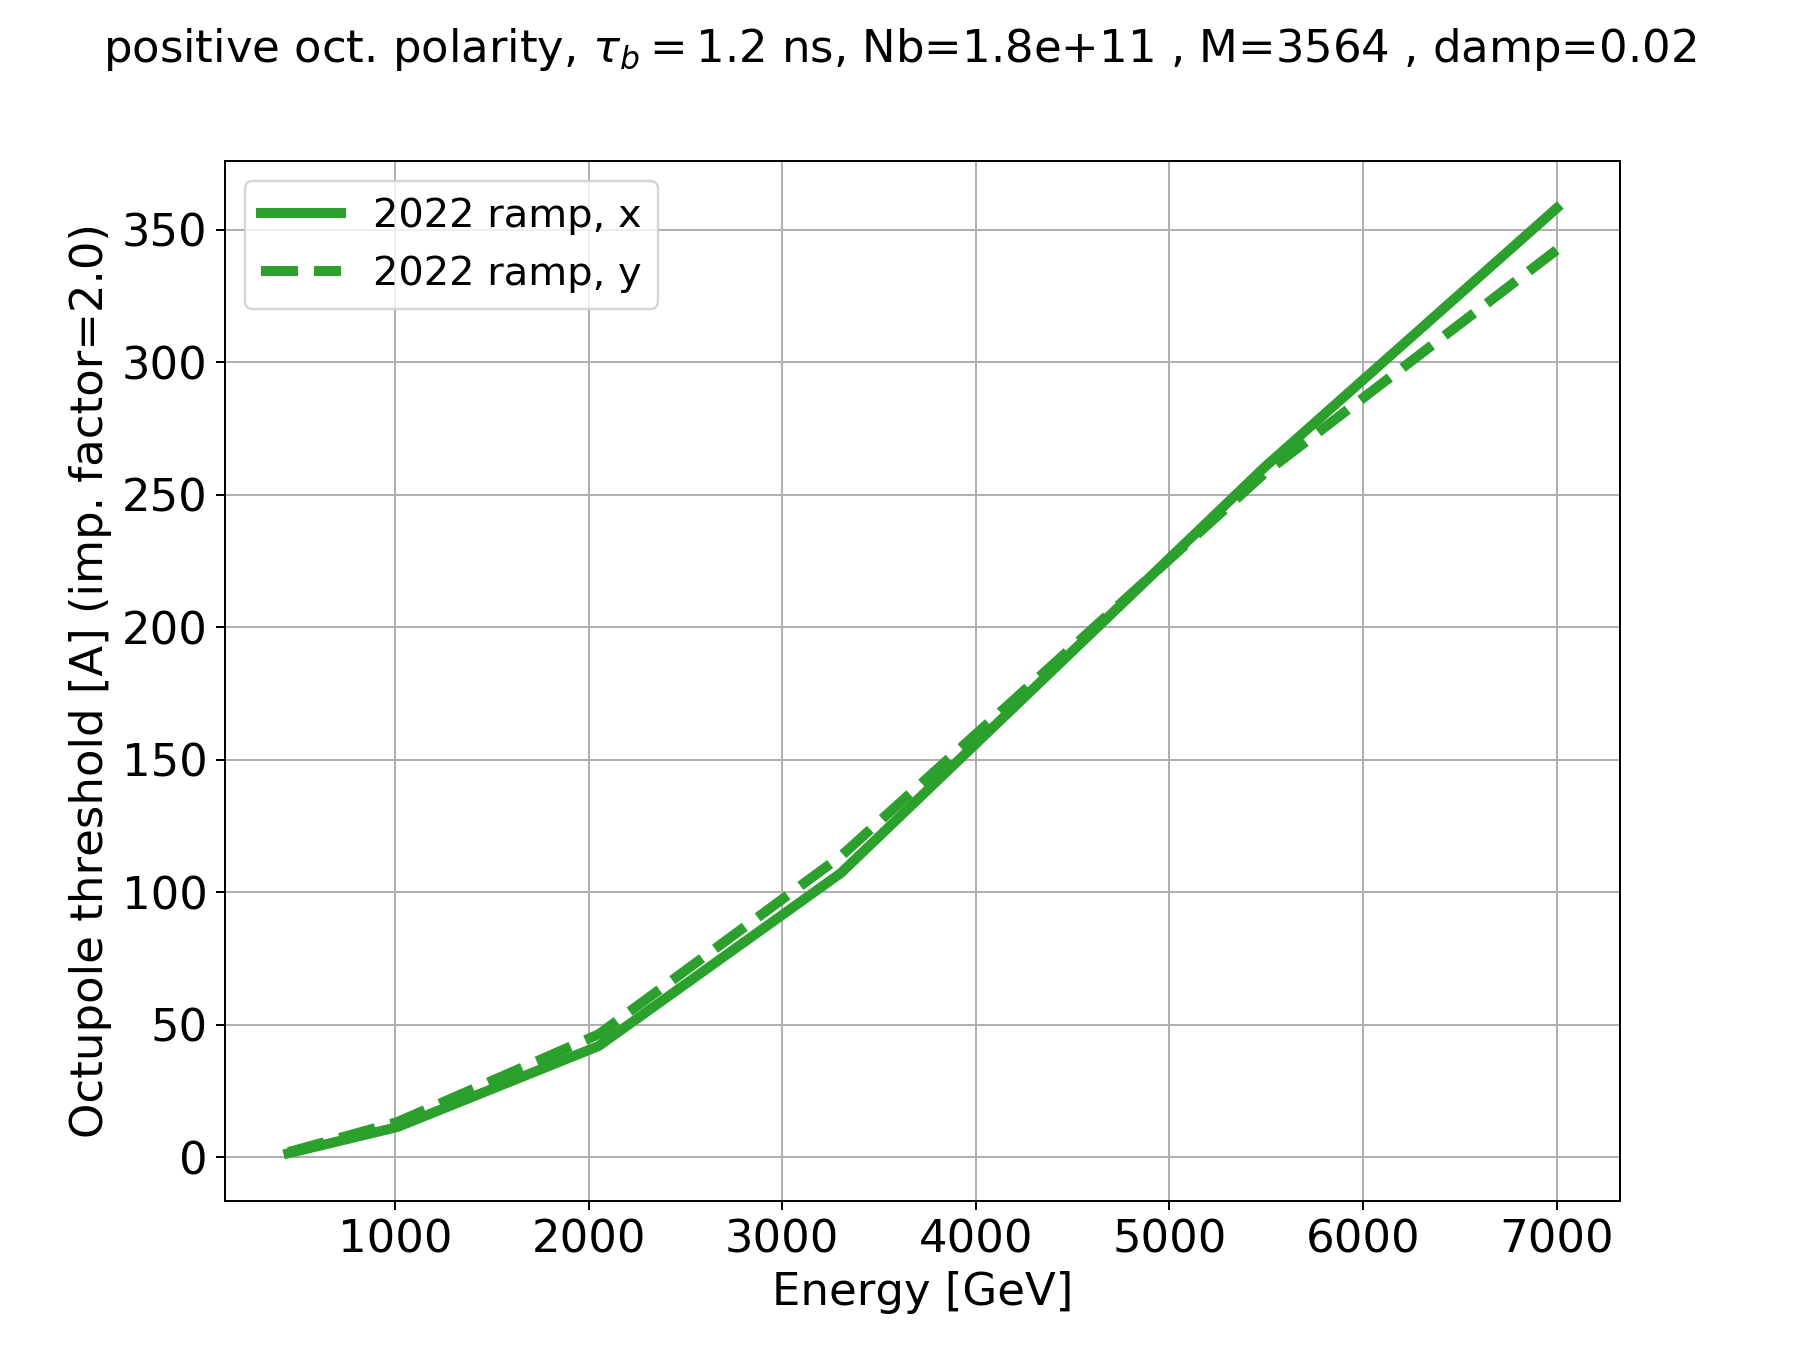 positive oct. polarity, τ_b = 1.2 ns, Nb=1.8e+11 , M=3564 , damp=0.02
2022 ramp, x
2022 ramp, y
Octupole threshold [A] (imp. factor=2.0)
350
300
250
200
150
100
50
0
1000 2000 3000 4000 5000 6000 7000
Energy [GeV]